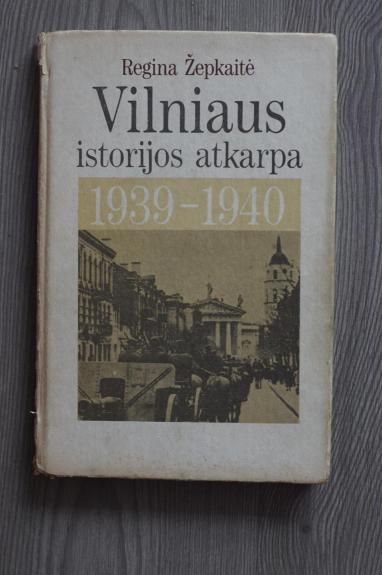 Regina Žepkaitė
Vilniaus
istorijos atkarpa
1939–1940